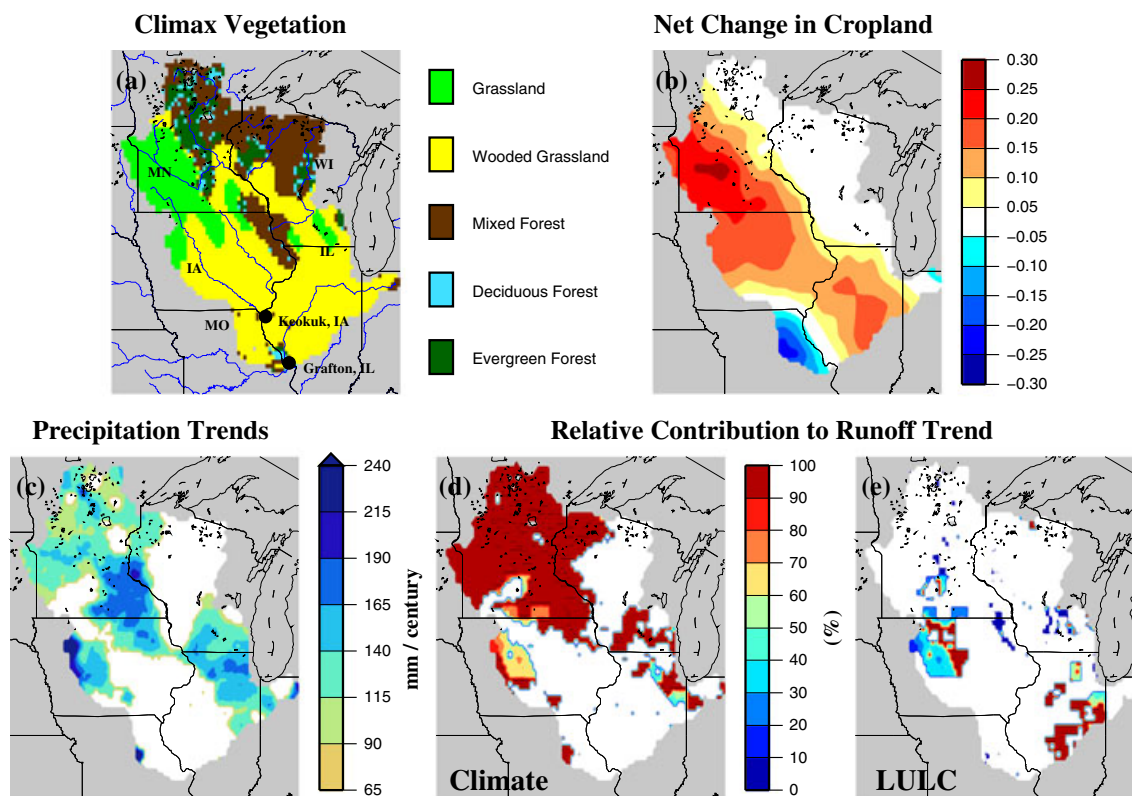 Climax Vegetation
Net Change in Cropland
(a)
MN
WI
IA
IL
MO
Keokuk, IA
Grafton, IL
Grassland
Wooded Grassland
Mixed Forest
Deciduous Forest
Evergreen Forest
(b)
0.30
0.25
0.20
0.15
0.10
0.05
−0.05
−0.10
−0.15
−0.20
−0.25
−0.30
Precipitation Trends
Relative Contribution to Runoff Trend
(c)
240
215
190
165
140
115
90
65
mm / century
(d)
Climate
100
90
80
70
60
50
40
30
20
10
0
(%)
(e)
LULC